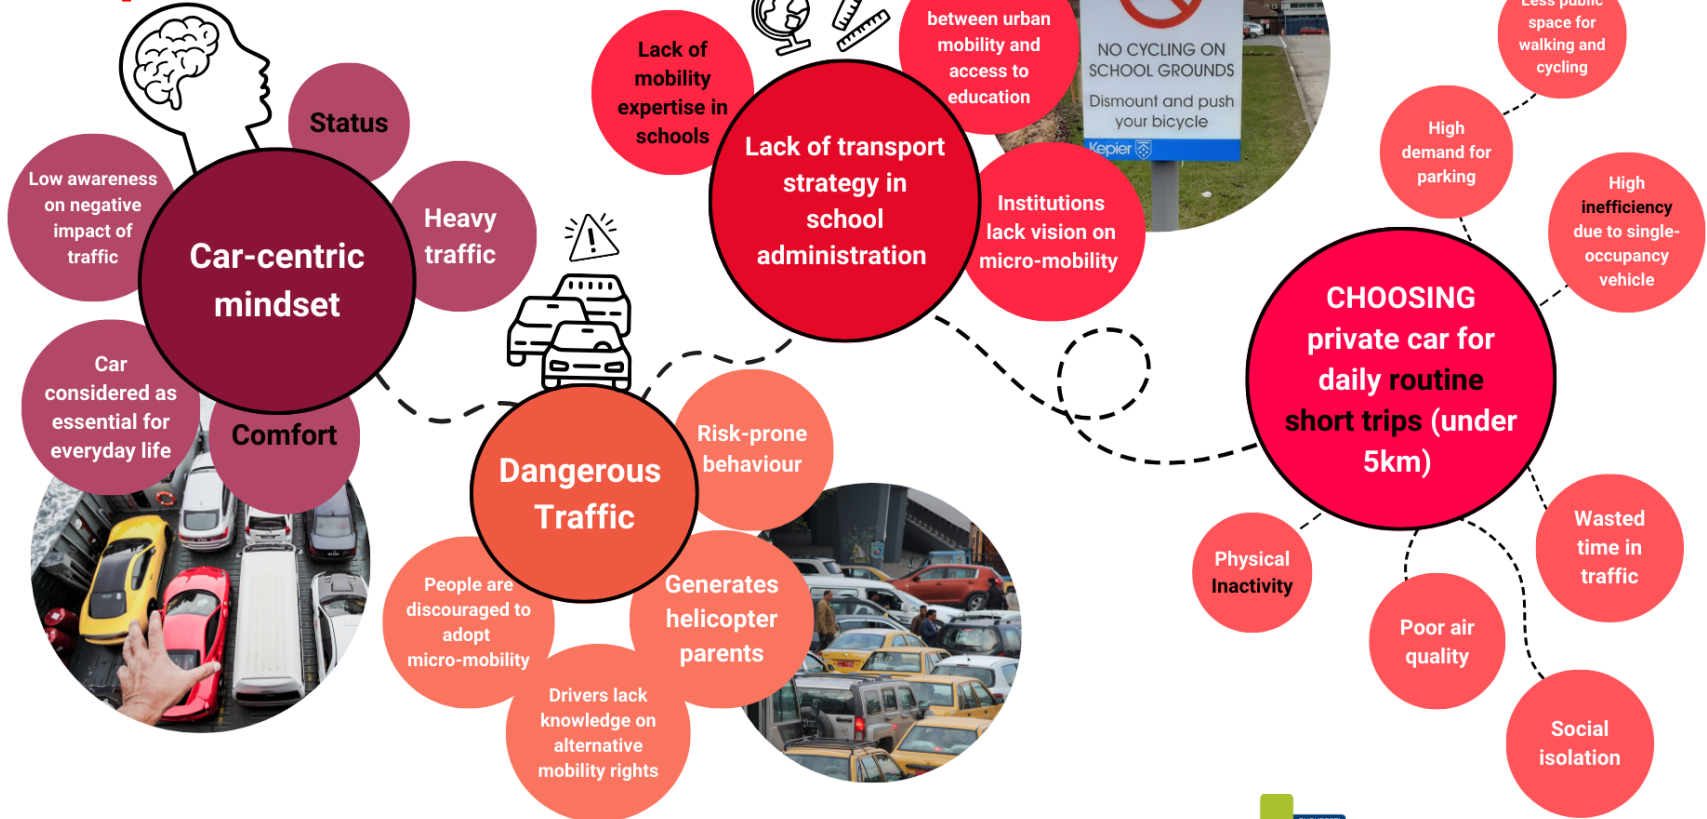 Status
Low awareness
on negative
impact of
traffic
Heavy
traffic
Car-centric
mindset
Car
considered as
essential for
everyday life
Comfort
Lack of
mobility
expertise in
schools
between urban
mobility and
access to
education
Lack of transport
strategy in
school
administration
Institutions
lack vision on
micro-mobility
NO CYCLING ON
SCHOOL GROUNDS
Dismount and push
your bicycle
Kepier
Dangerous
Traffic
Risk-prone
behaviour
People are
discouraged to
adopt
micro-mobility
Generates
helicopter
parents
Drivers lack
knowledge on
alternative
mobility rights
Less public
space for
walking and
cycling
High
demand for
parking
High
inefficiency
due to single-
occupancy
vehicle
CHOOSING
private car for
daily routine
short trips (under
5km)
Physical
Inactivity
Poor air
quality
Wasted
time in
traffic
Social
isolation